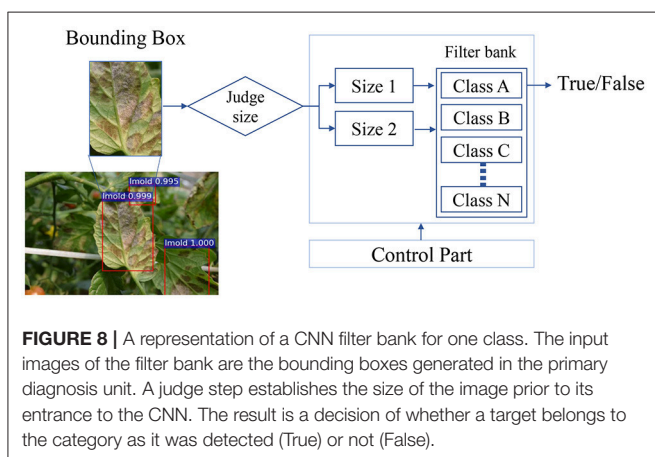 Bounding Box
Filter bank
Judge
size
Size 1
Size 2
Class A
Class B
Class C
Class N
True/False
Control Part
lmold 0.995
lmold 0.999
lmold 1.000
FIGURE 8 | A representation of a CNN filter bank for one class. The input
images of the filter bank are the bounding boxes generated in the primary
diagnosis unit. A judge step establishes the size of the image prior to its
entrance to the CNN. The result is a decision of whether a target belongs to
the category as it was detected (True) or not (False).